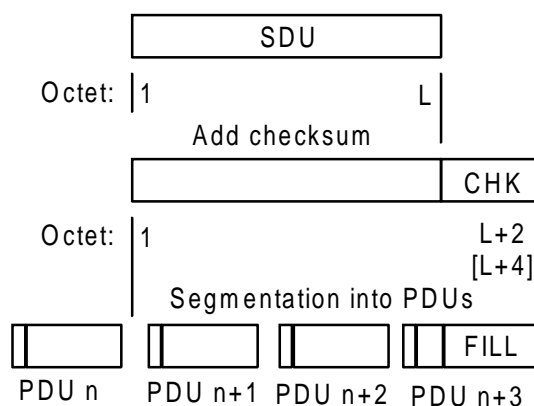 SDU
Octet: 1 L
Add checksum
CHK
Octet: 1 L+2
[L+4]
Segmentation into PDUs
FILL
PDU n PDU n+1 PDU n+2 PDU n+3